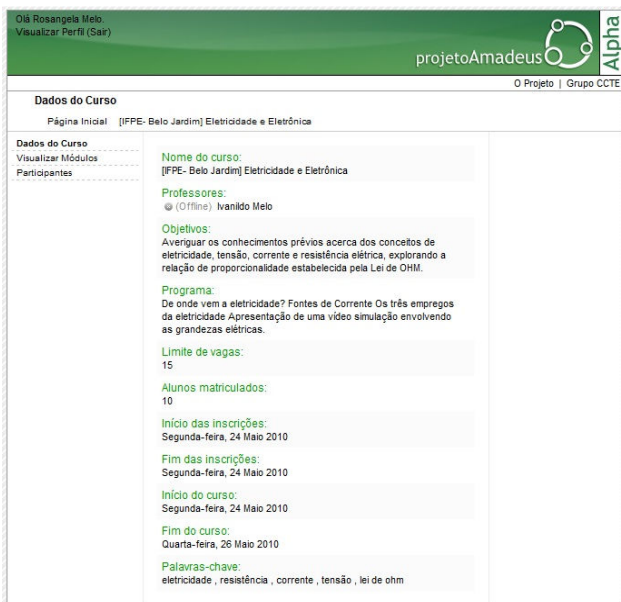 Olá Rosangela Melo.
Visualizar Perfil (Sair)
projetoAmadeus
Alpha
O Projeto | Grupo CCTE
Dados do Curso
Página Inicial [IFPE- Belo Jardim] Eletricidade e Eletrônica
Dados do Curso
Visualizar Módulos
Participantes
Nome do curso:
[IFPE- Belo Jardim] Eletricidade e Eletrônica
Professores:
(Offline) Ivanildo Melo
Objetivos:
Averiguar os conhecimentos prévios acerca dos conceitos de
eletricidade, tensão, corrente e resistência elétrica, explorando a
relação de proporcionalidade estabelecida pela Lei de OHM.
Programa:
De onde vem a eletricidade? Fontes de Corrente Os três empregos
da eletricidade Apresentação de uma vídeo simulação envolvendo
as grandezas elétricas.
Limite de vagas:
15
Alunos matriculados:
10
Início das inscrições:
Segunda-feira, 24 Maio 2010
Fim das inscrições:
Segunda-feira, 24 Maio 2010
Início do curso:
Segunda-feira, 24 Maio 2010
Fim do curso:
Quarta-feira, 26 Maio 2010
Palavras-chave:
eletricidade , resistência , corrente , tensão , lei de ohm